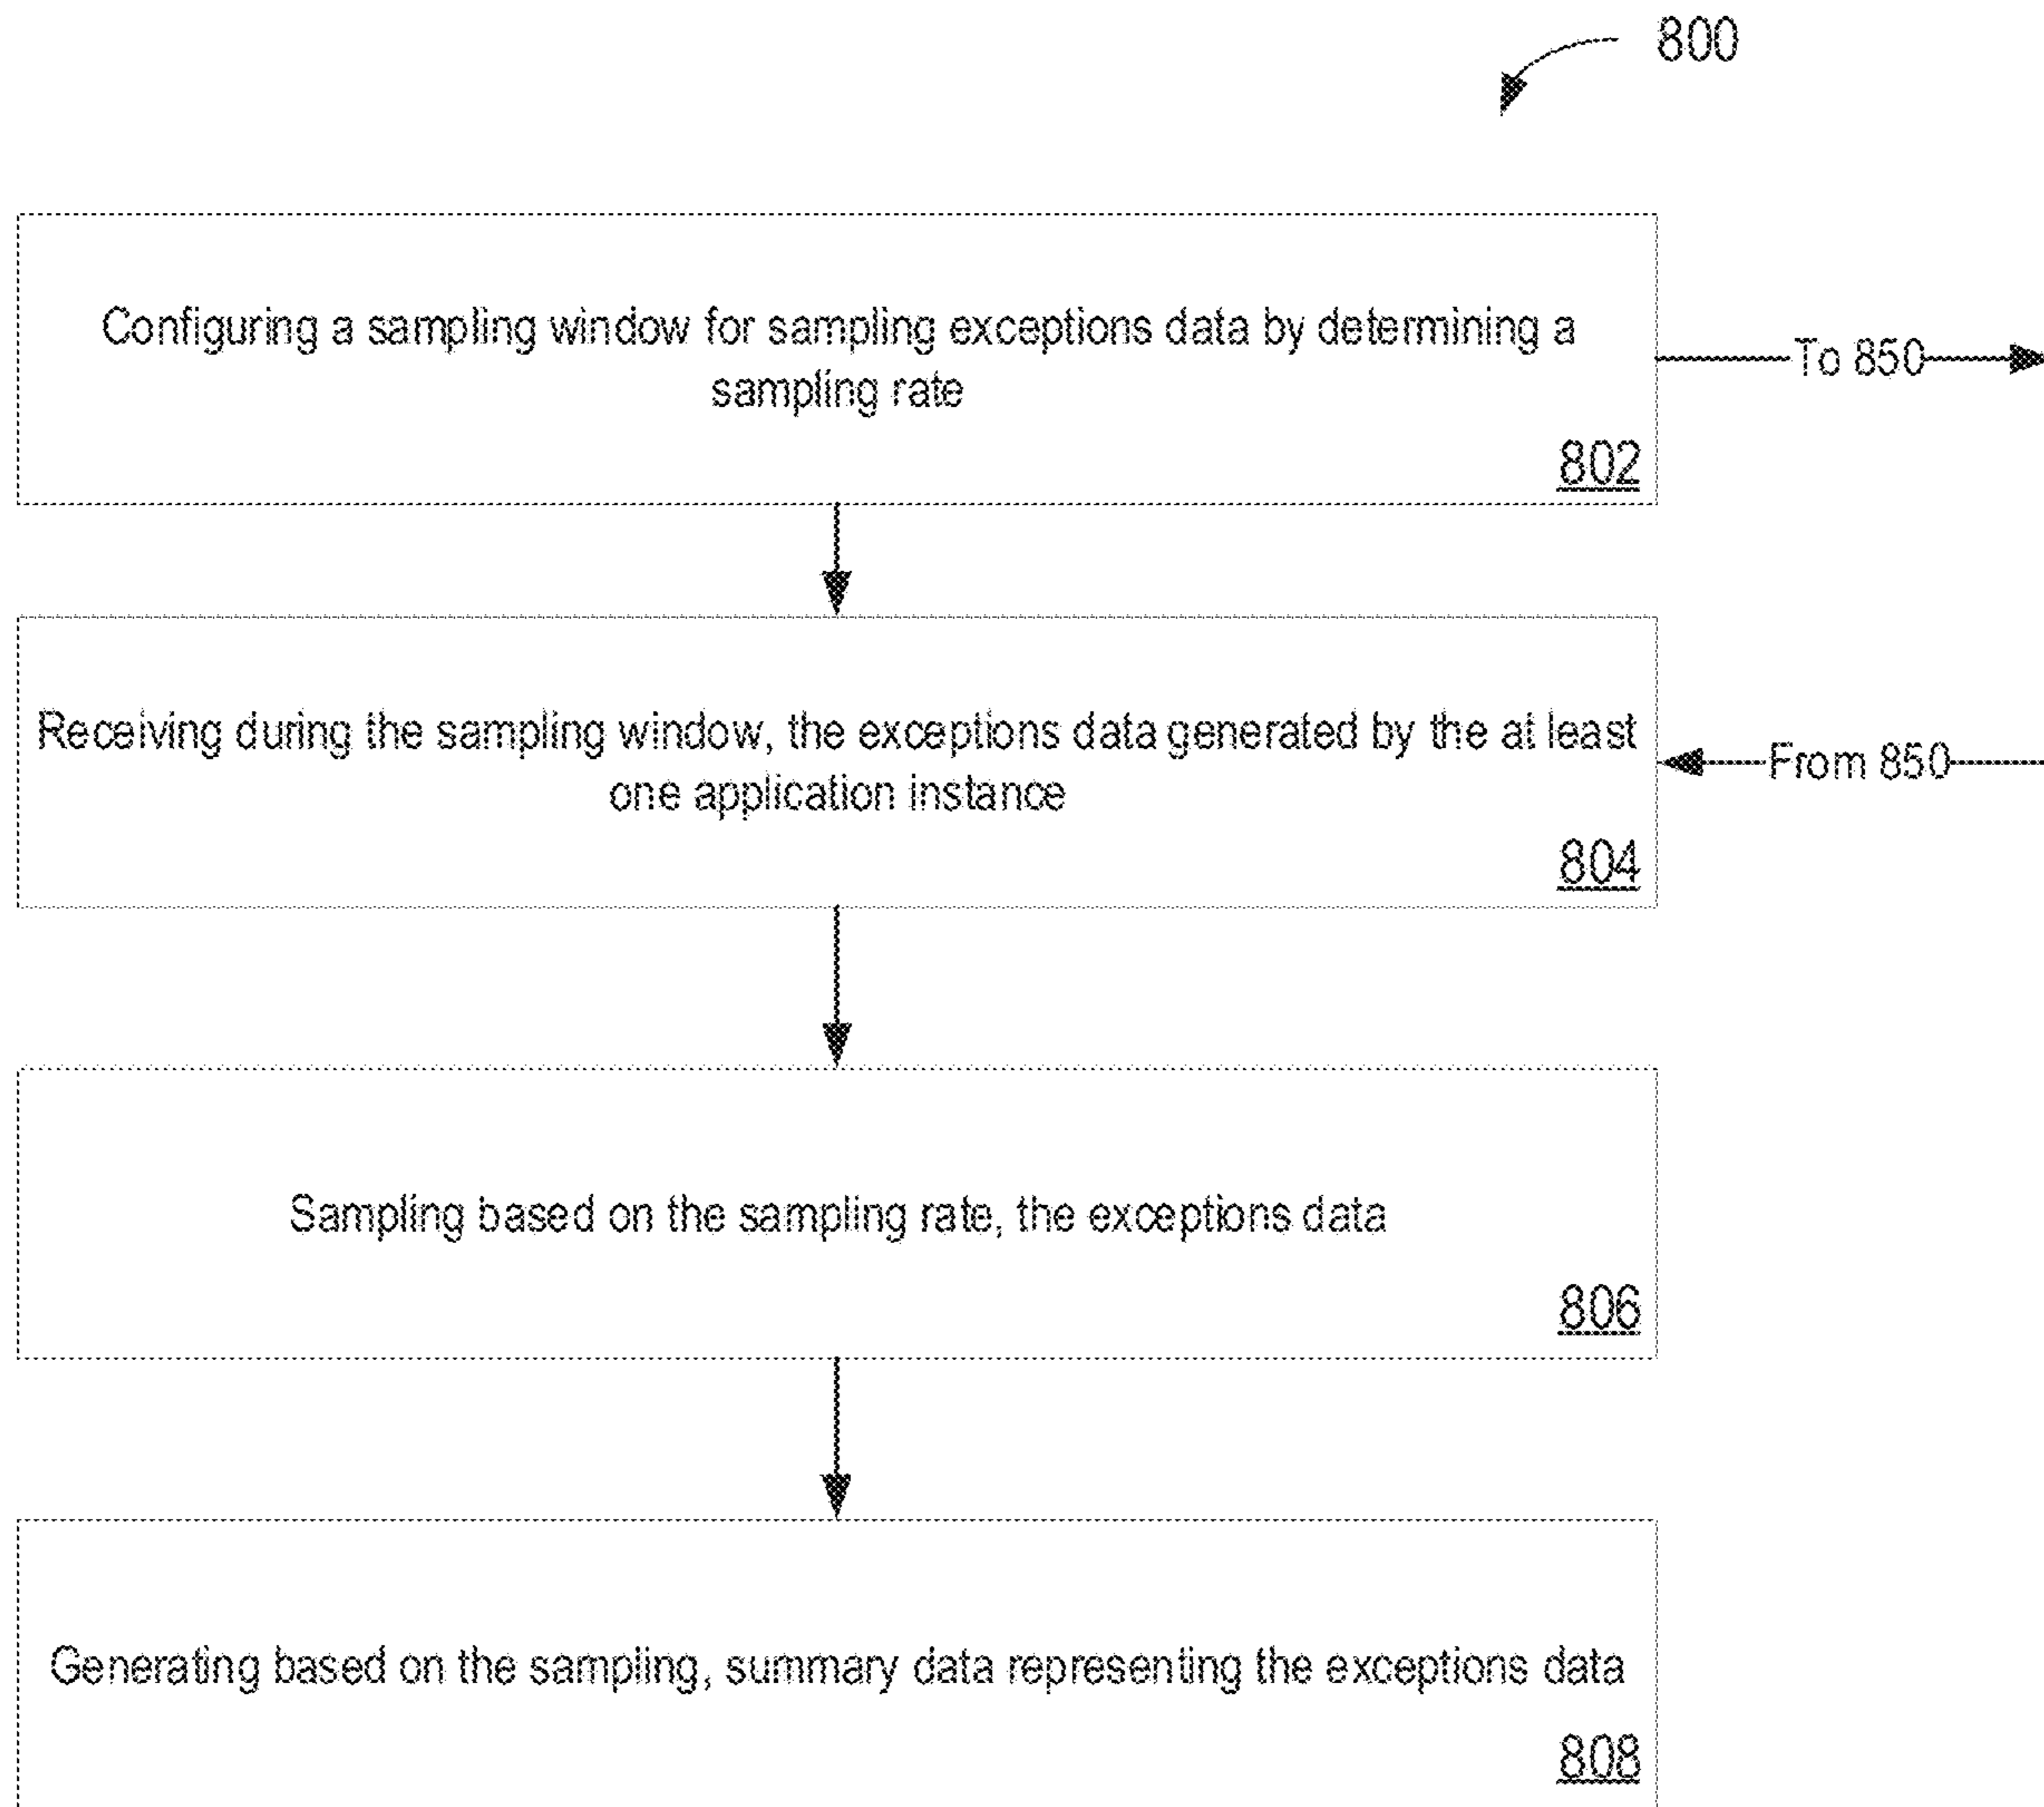 800
Configuring a sampling window for sampling exceptions data by determining a
sampling rate
802
To 850
Receiving during the sampling window, the exceptions data generated by the at least
one application instance
804
From 850
Sampling based on the sampling rate, the exceptions data
806
Generating based on the sampling, summary data representing the exceptions data
808